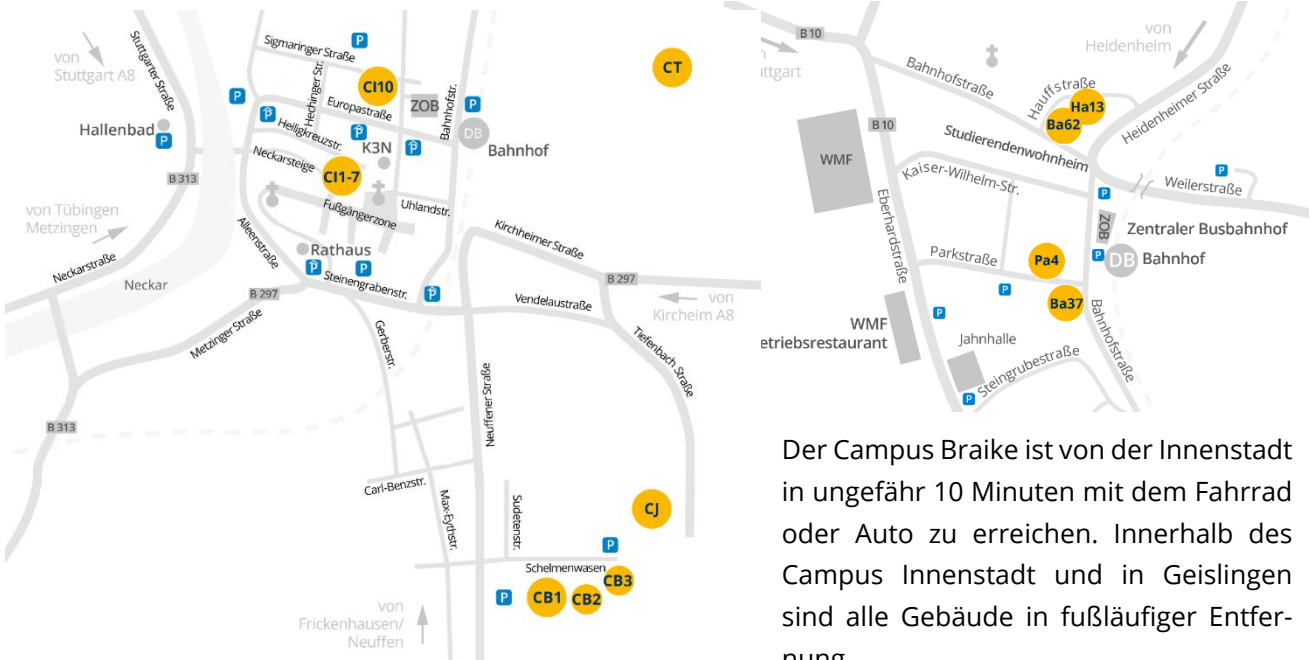 von
Stuttgart A8
Stuttgarter Straße
P
Hallenbad
P
B 313
von Tübingen
Metzingen
Neckarstraße
Neckar
B 313
Sigmaringer Straße
P
CI10
Hechinger Str.
Europastraße
ZOB
Bahnhofstr.
P
DB
Bahnhof
P
Heiligkreuzstr.
P
K3N
P
Neckarsteige
CI1-7
Fußgängerzone
Uhlandstr.
Alleenstraße
Rathaus
P
P
Steinengrabenstr.
P
B 297
Metzinger Straße
CT
Kirchheimer Straße
B 297
von
Kircheim A8
Vendelaustraße
Tiefenbach Straße
Gerberstr.
Neuffener Straße
Carl-Benzstr.
Max-Eythstr.
Sudetenstr.
CJ
P
Schelmenwasen
P
CB1
CB2
CB3
von
Frickenhausen/
Neuffen
B 10
ttgart
von
Heidenheim
Bahnhofstraße
Hauffstraße
Ha13
Ba62
Heidenheimer Straße
B 10
Studierendenwohnheim
WMF
Kaiser-Wilhelm-Str.
P
Weilerstraße
P
Eberhardstraße
ZOB
Zentraler Busbahnhof
Parkstraße
Pa4
P
DB
Bahnhof
P
Ba37
P
WMF
etriebsrestaurant
Jahnhalle
Bahnhofstraße
Steingrubestraße
P
Der Campus Braike ist von der Innenstadt
in ungefähr 10 Minuten mit dem Fahrrad
oder Auto zu erreichen. Innerhalb des
Campus Innenstadt und in Geislingen
sind alle Gebäude in fußläufiger Entfer-
nung